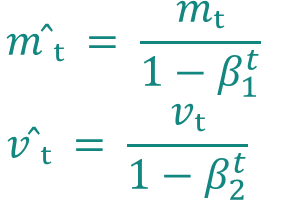 m̂_t = m_t / (1 − β_1^t)
v̂_t = v_t / (1 − β_2^t)